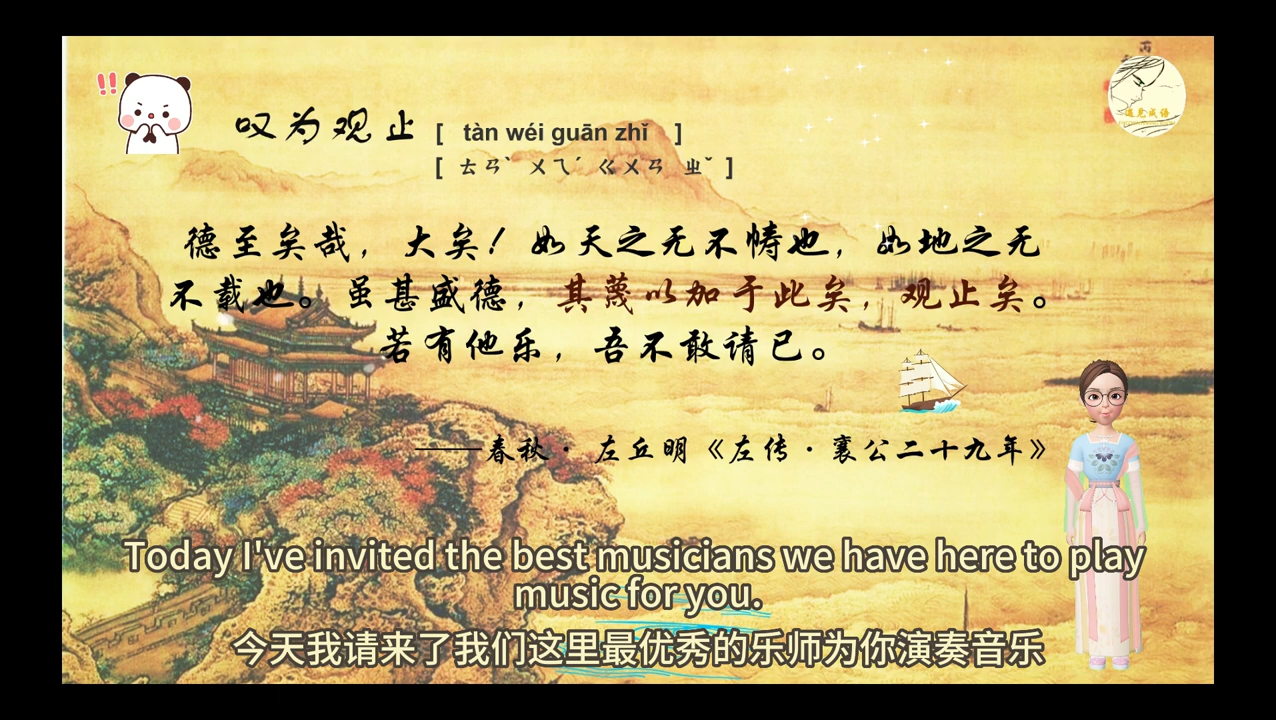 !!
叹为观止 [ tàn wéi guān zhǐ ]
[ ㄊㄢˋ ㄨㄟˊ ㄍㄨㄢ ㄓˇ ]
德至矣哉，大矣！如天之无不帱也，如地之无
不载也。虽甚盛德，其蔑以加于此矣，观止矣。
若有他乐，吾不敢请已。
——春秋·左丘明《左传·襄公二十九年》
Today I've invited the best musicians we have here to play
music for you.
今天我请来了我们这里最优秀的乐师为你演奏音乐